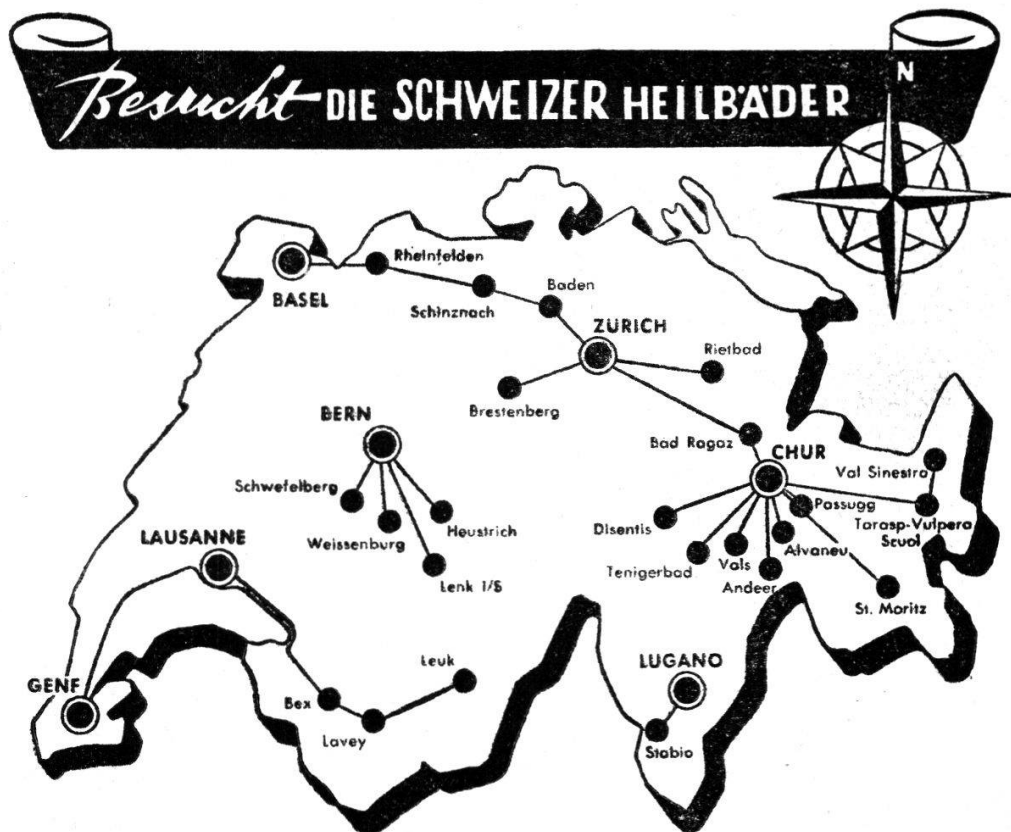 Besucht DIE SCHWEIZER HEILBÄDER
N
Rheinfelden
BASEL
Schinznach
Baden
ZÜRICH
Rietbad
Brestenberg
BERN
Bad Ragaz
CHUR
Val Sinestra
Schwefelberg
Weissenburg
Heustrich
Lenk i/S
Disentis
Passugg
Tarasp-Vulpera
Scuol
Tenigerbad
Vals
Alvaneu
Andeer
St. Moritz
LAUSANNE
GENF
Bex
Lavey
Leuk
LUGANO
Stabio